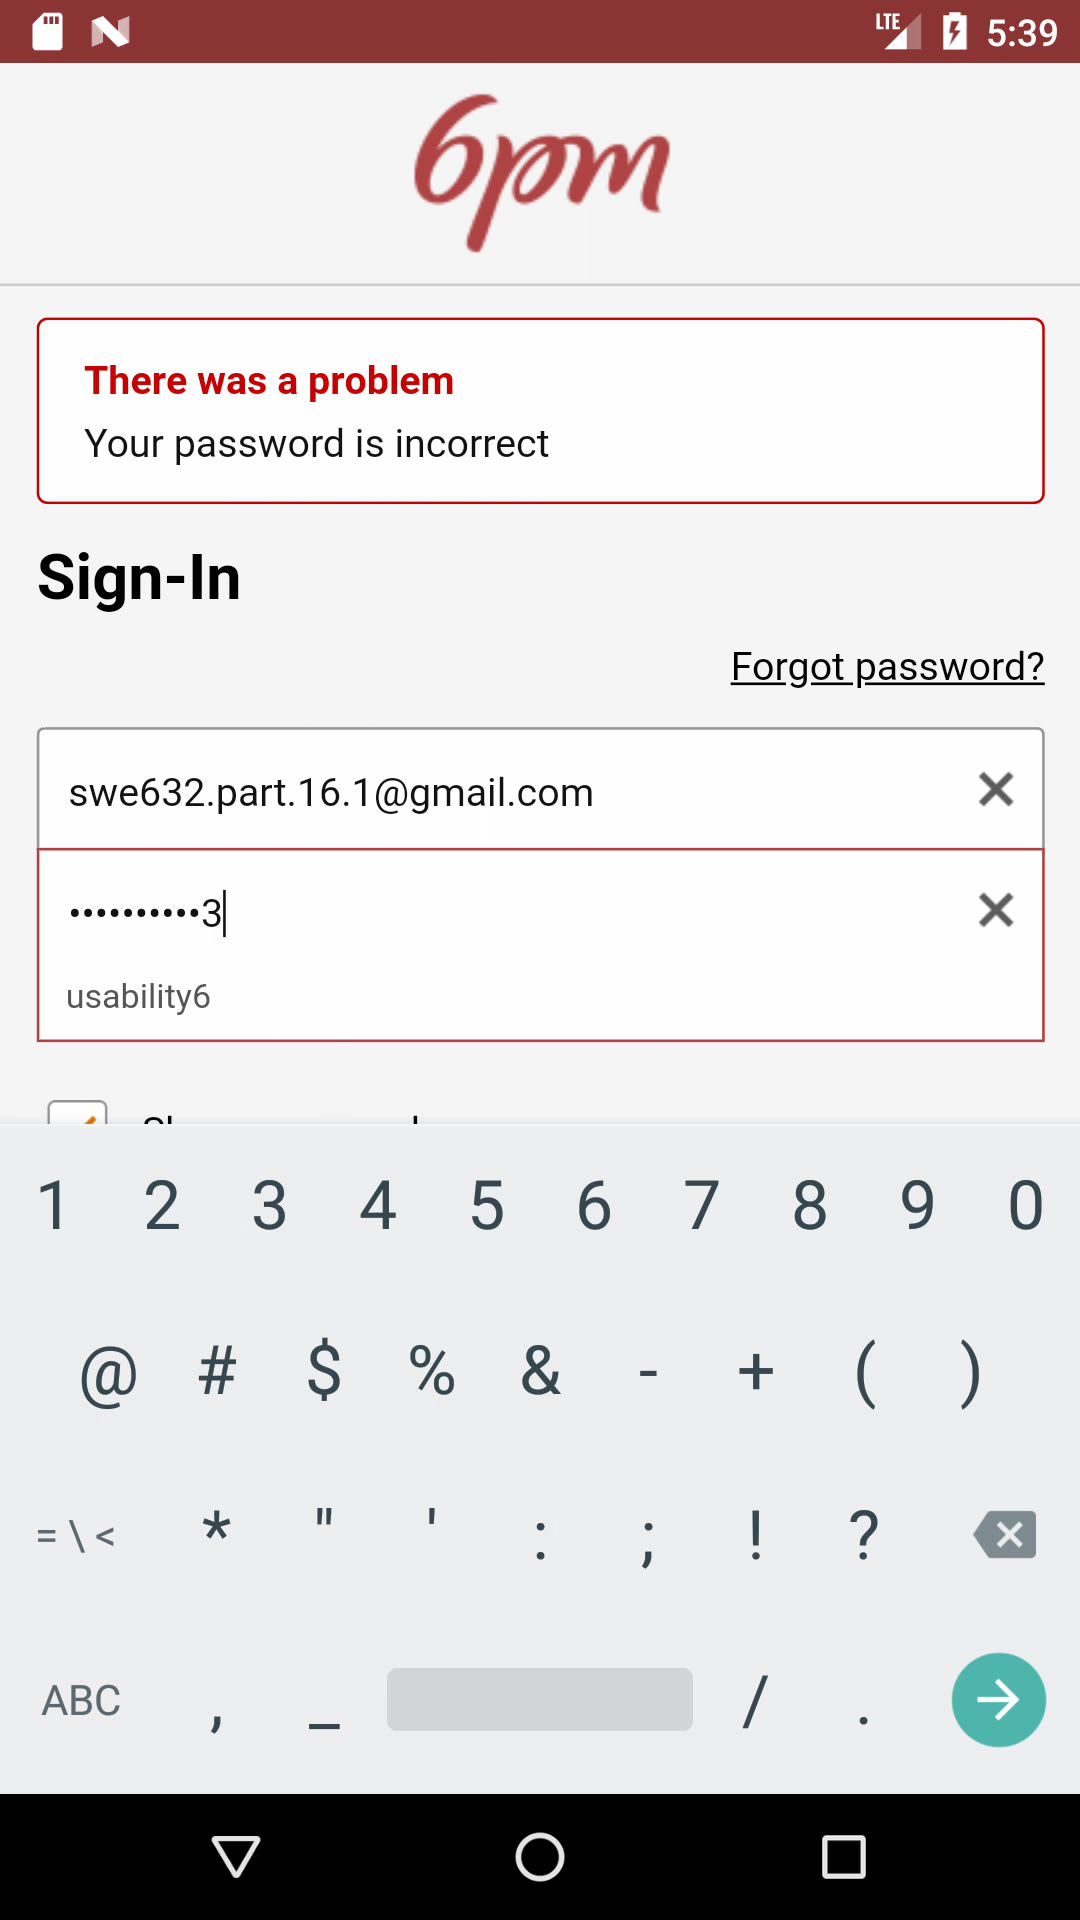 LTE 5:39
6pm
There was a problem
Your password is incorrect
Sign-In
Forgot password?
swe632.part.16.1@gmail.com
••••••••••3
usability6
1 2 3 4 5 6 7 8 9 0
@ # $ % & - + ( )
= \ < * " ' : ; ! ?
ABC , _ / .